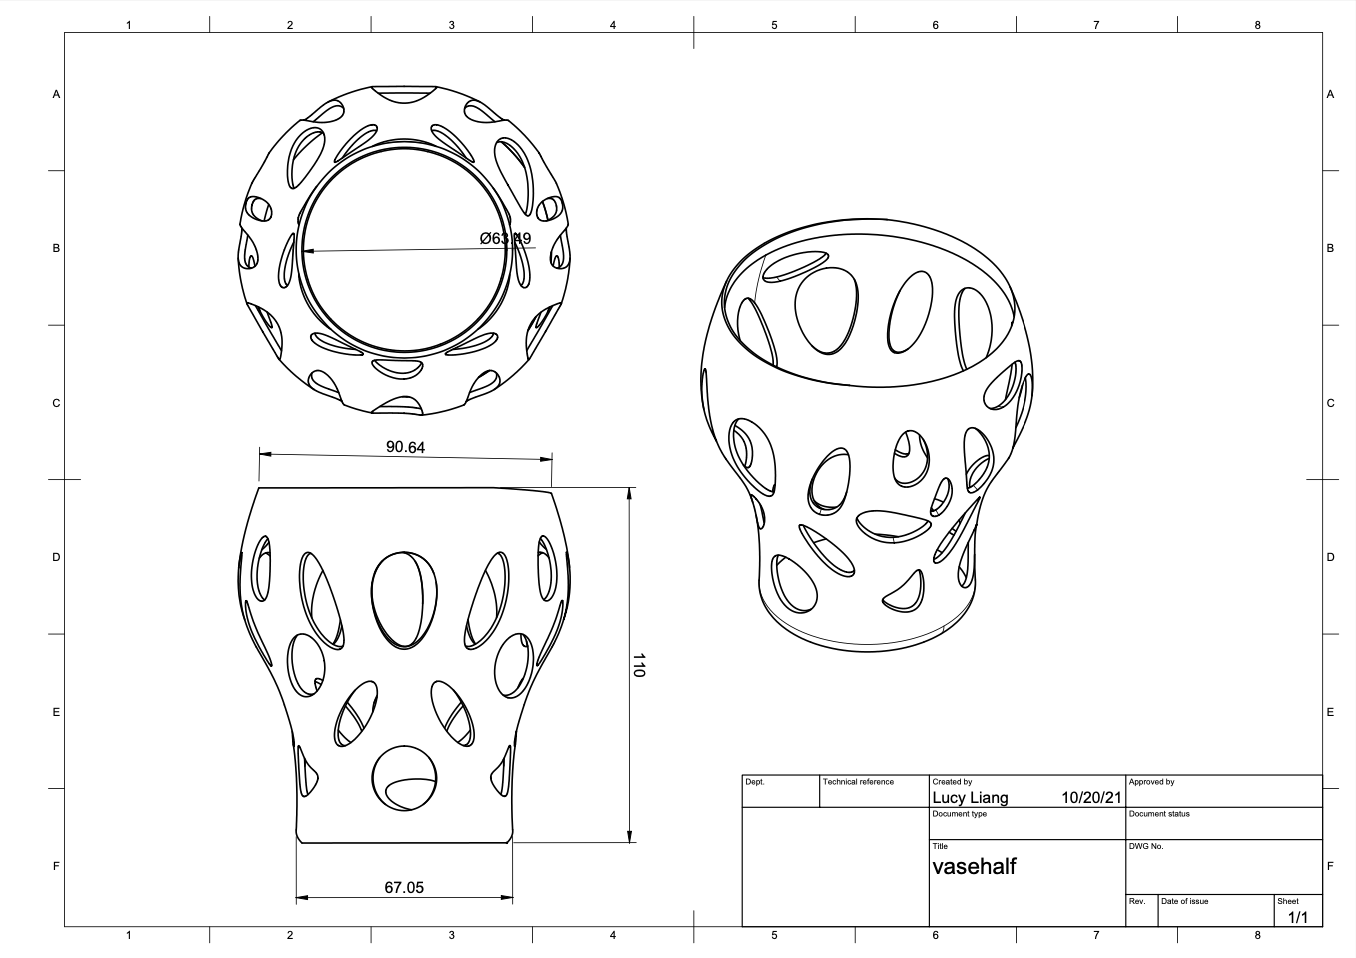 1 2 3 4 5 6 7 8
A A
B B
C C
D D
E E
F F
Ø63.49
90.64
110
67.05
Dept. Technical reference Created by Approved by
Lucy Liang 10/20/21
Document type Document status
Title DWG No.
vasehalf
Rev. Date of issue Sheet
1/1
1 2 3 4 5 6 7 8